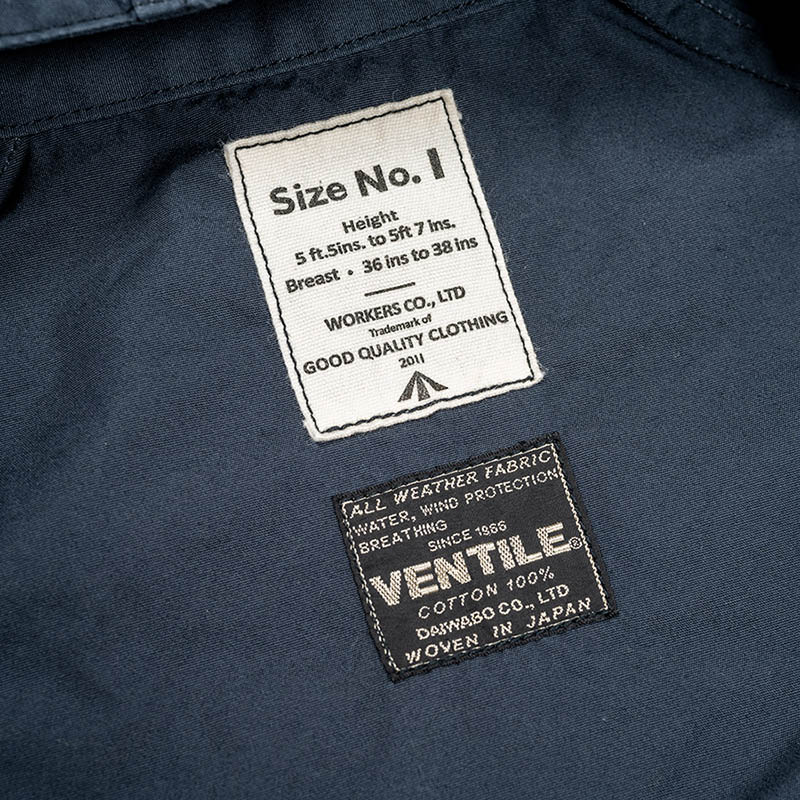 Size No. 1
Height
5 ft.5ins. to 5ft 7 ins.
Breast • 36 ins to 38 ins
WORKERS CO., LTD
Trademark of
GOOD QUALITY CLOTHING
2011
ALL WEATHER FABRIC
WATER, WIND PROTECTION
BREATHING
SINCE 1966
VENTILE®
COTTON 100%
DAIWABO CO., LTD
WOVEN IN JAPAN